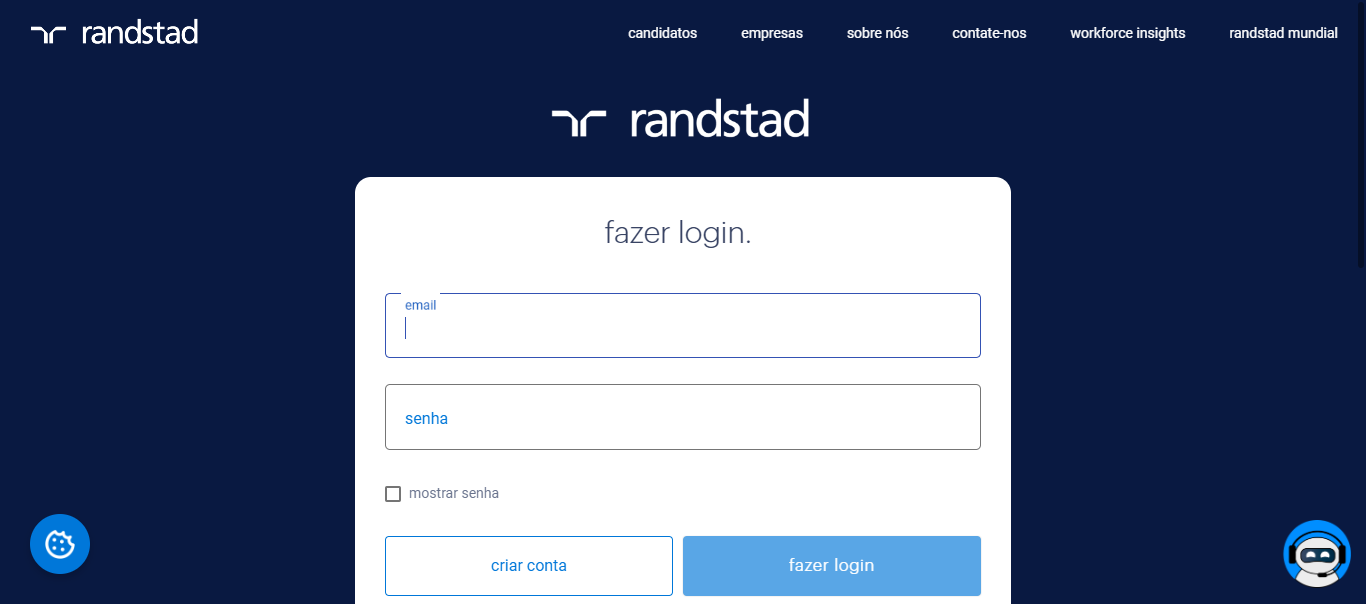 randstad
candidatos empresas sobre nós contate-nos workforce insights randstad mundial
randstad
fazer login.
email
senha
mostrar senha
criar conta fazer login